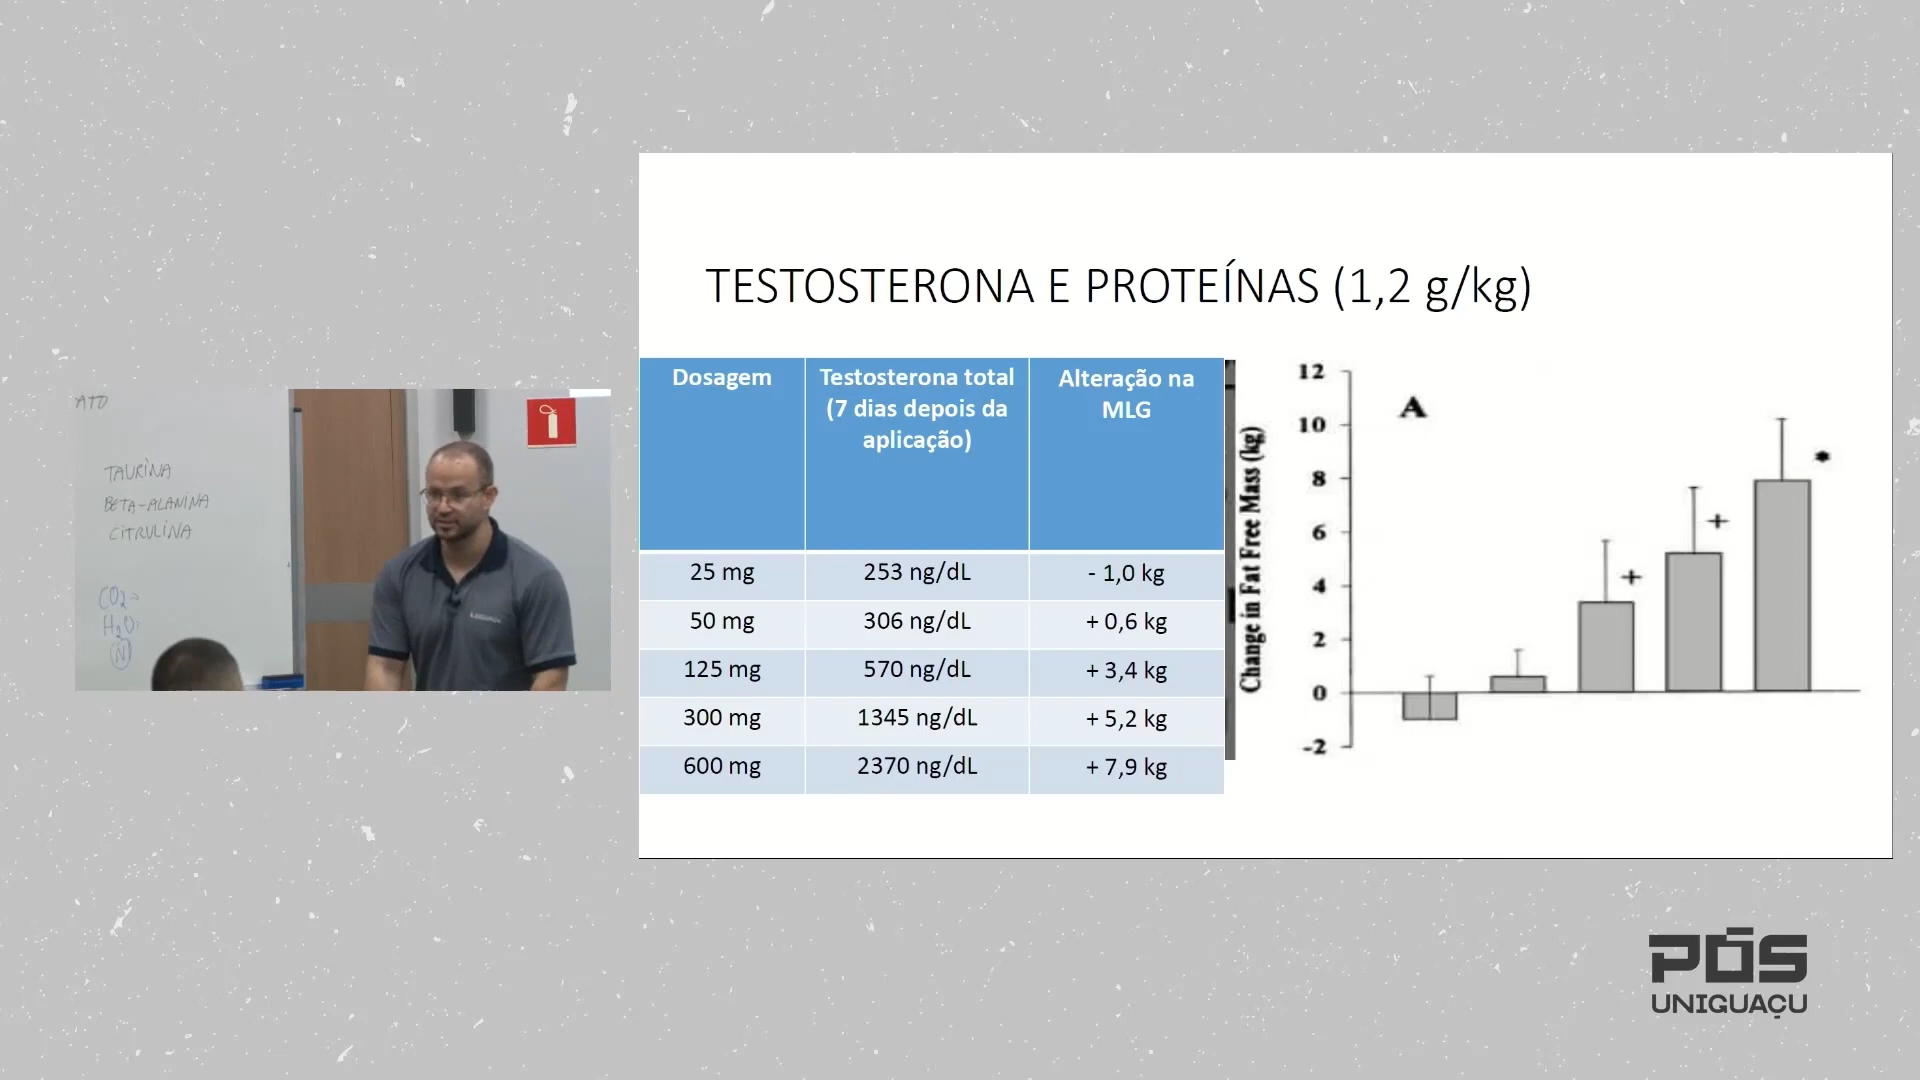 ATO
TAURINA
BETA-ALANINA
CITRULINA
CO₂
H₂O
N
TESTOSTERONA E PROTEÍNAS (1,2 g/kg)
Dosagem Testosterona total (7 dias depois da aplicação) Alteração na MLG
25 mg 253 ng/dL - 1,0 kg
50 mg 306 ng/dL + 0,6 kg
125 mg 570 ng/dL + 3,4 kg
300 mg 1345 ng/dL + 5,2 kg
600 mg 2370 ng/dL + 7,9 kg
Change in Fat Free Mass (kg)
A
12
10
8
6
4
2
0
-2
+
+
*
PÓS
UNIGUAÇU